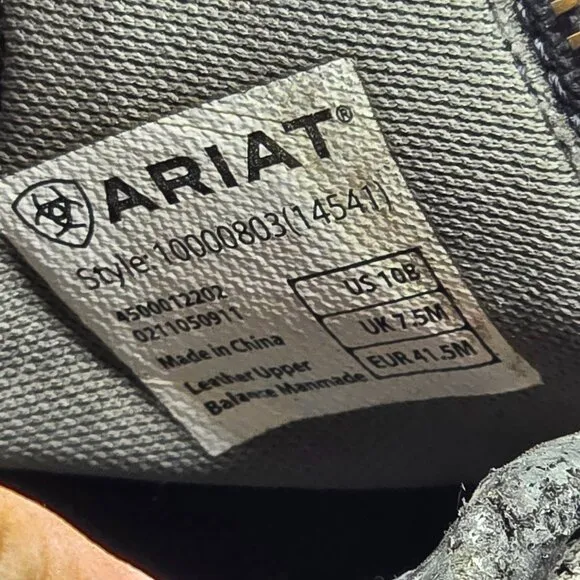 ARIAT®
Style: 10000803(14541)
4500012202
0211050911
Made in China
Leather Upper
Balance Manmade
US 10B
UK 7.5M
EUR 41.5M